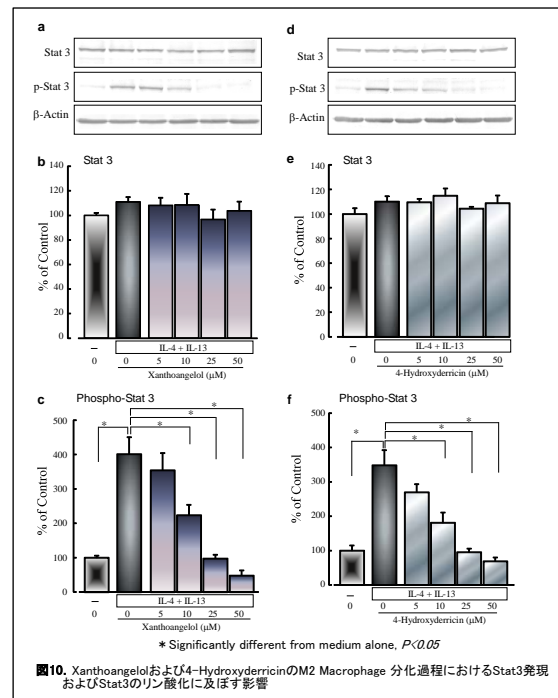 a
Stat 3
p-Stat 3
β-Actin
b Stat 3
% of Control
140
120
100
80
60
40
20
0
–
IL-4 + IL-13
0 0 5 10 25 50
Xanthoangelol (μM)
c Phospho-Stat 3
% of Control
500
400
300
200
100
0
* * * *
–
IL-4 + IL-13
0 0 5 10 25 50
Xanthoangelol (μM)
d
Stat 3
p-Stat 3
β-Actin
e Stat 3
% of Control
140
120
100
80
60
40
20
0
–
IL-4 + IL-13
0 0 5 10 25 50
4-Hydroxyderricin (μM)
f Phospho-Stat 3
% of Control
500
400
300
200
100
0
* * * *
–
IL-4 + IL-13
0 0 5 10 25 50
4-Hydroxyderricin (μM)
* Significantly different from medium alone, P<0.05
図10. Xanthoangelolおよび4-HydroxyderricinのM2 Macrophage 分化過程におけるStat3発現
およびStat3のリン酸化に及ぼす影響